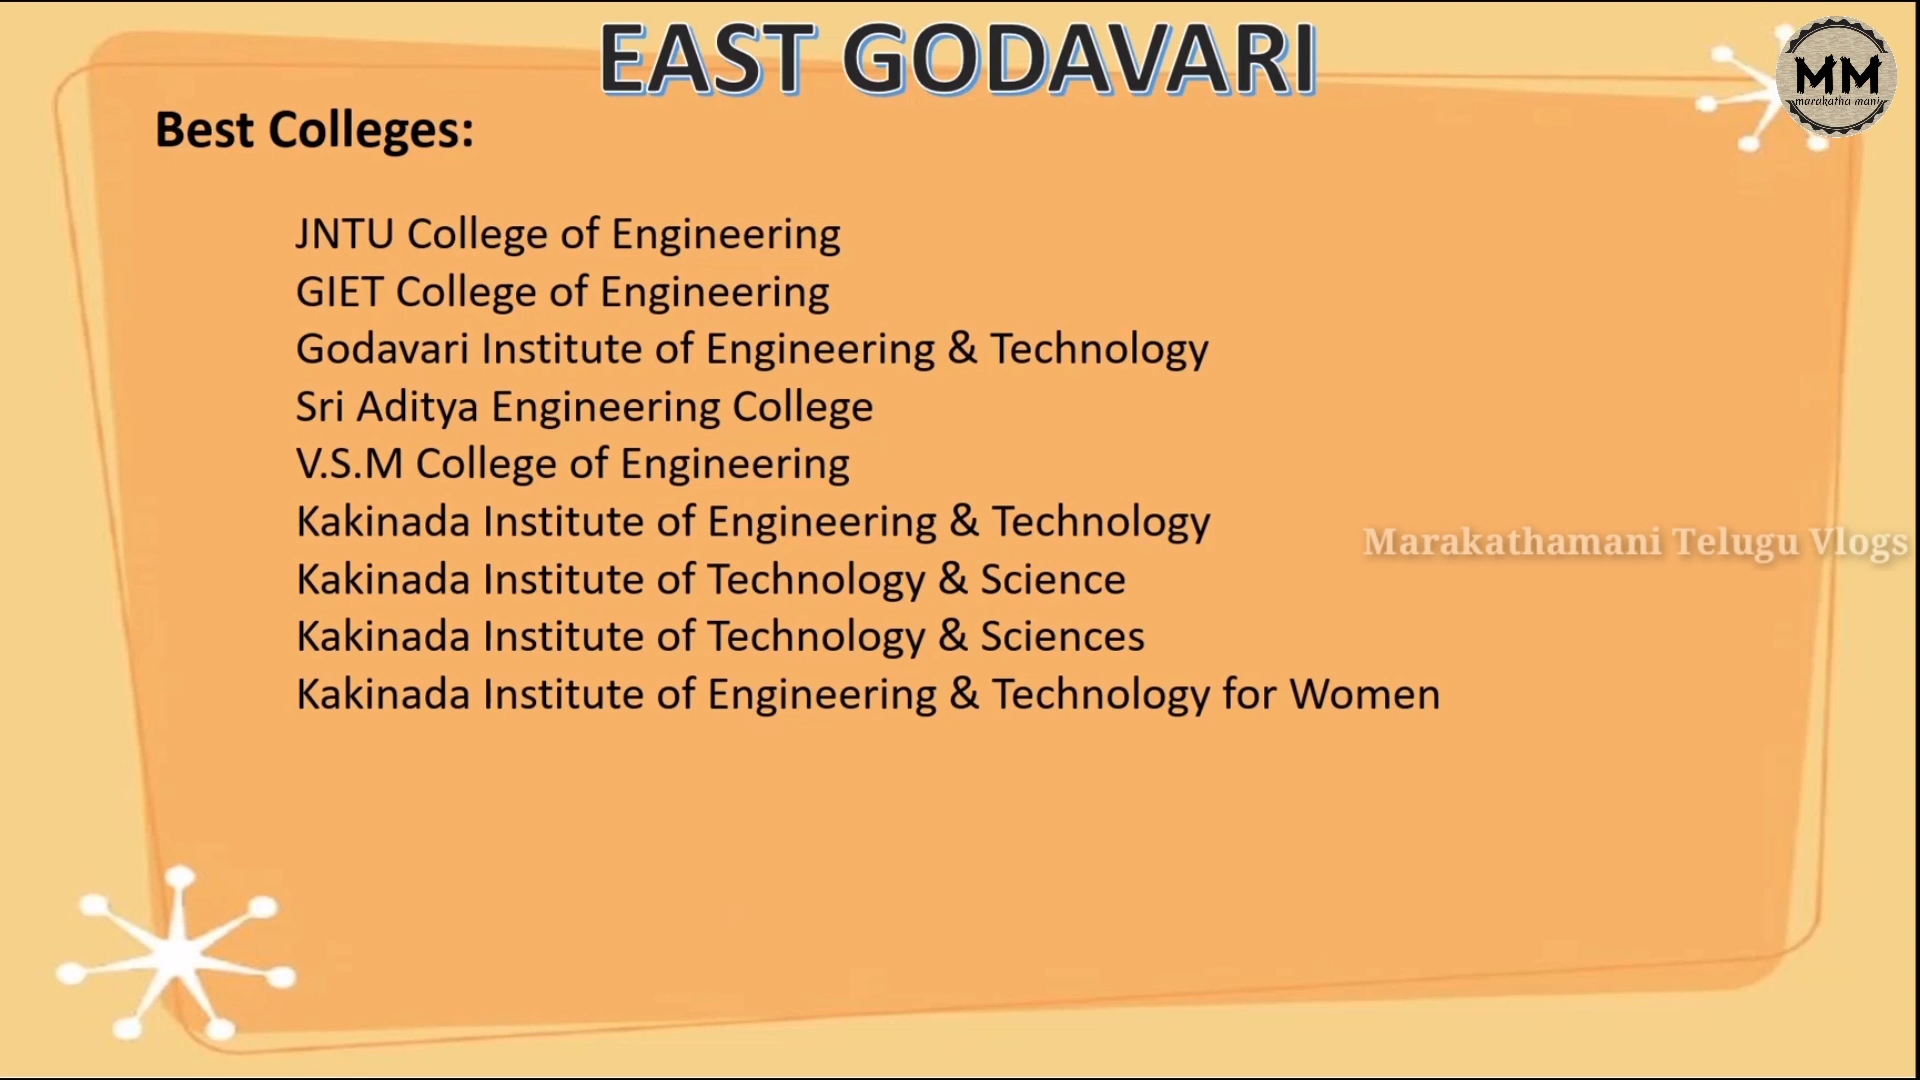 EAST GODAVARI
MM
marakatha mani
Best Colleges:
JNTU College of Engineering
GIET College of Engineering
Godavari Institute of Engineering & Technology
Sri Aditya Engineering College
V.S.M College of Engineering
Kakinada Institute of Engineering & Technology
Marakathamani Telugu Vlogs
Kakinada Institute of Technology & Science
Kakinada Institute of Technology & Sciences
Kakinada Institute of Engineering & Technology for Women